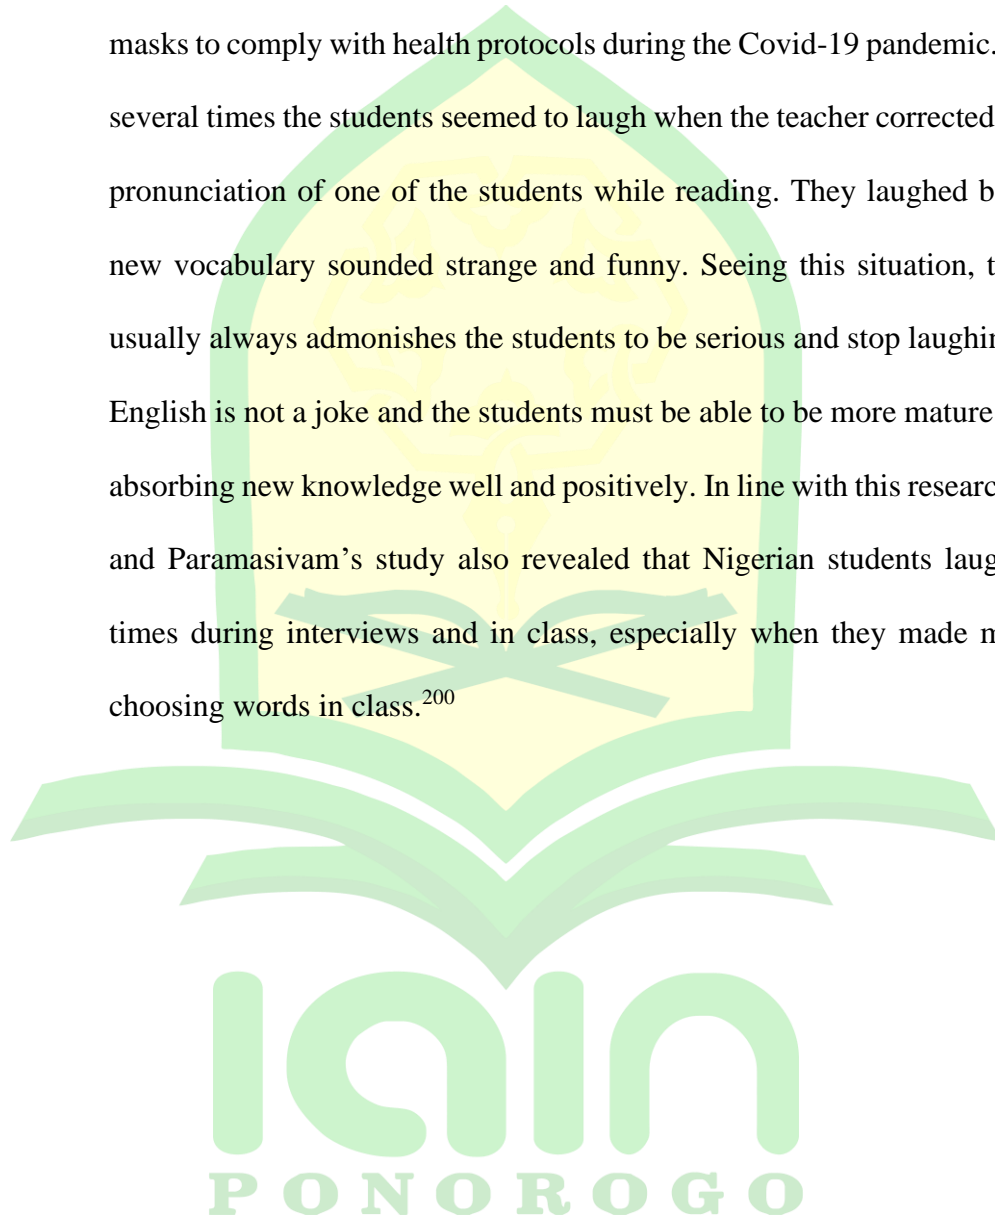 masks to comply with health protocols during the Covid-19 pandemic.
several times the students seemed to laugh when the teacher corrected
pronunciation of one of the students while reading. They laughed b
new vocabulary sounded strange and funny. Seeing this situation, t
usually always admonishes the students to be serious and stop laughin
English is not a joke and the students must be able to be more mature
absorbing new knowledge well and positively. In line with this researc
and Paramasivam’s study also revealed that Nigerian students laug
times during interviews and in class, especially when they made m
choosing words in class.200
iain
PONOROGO